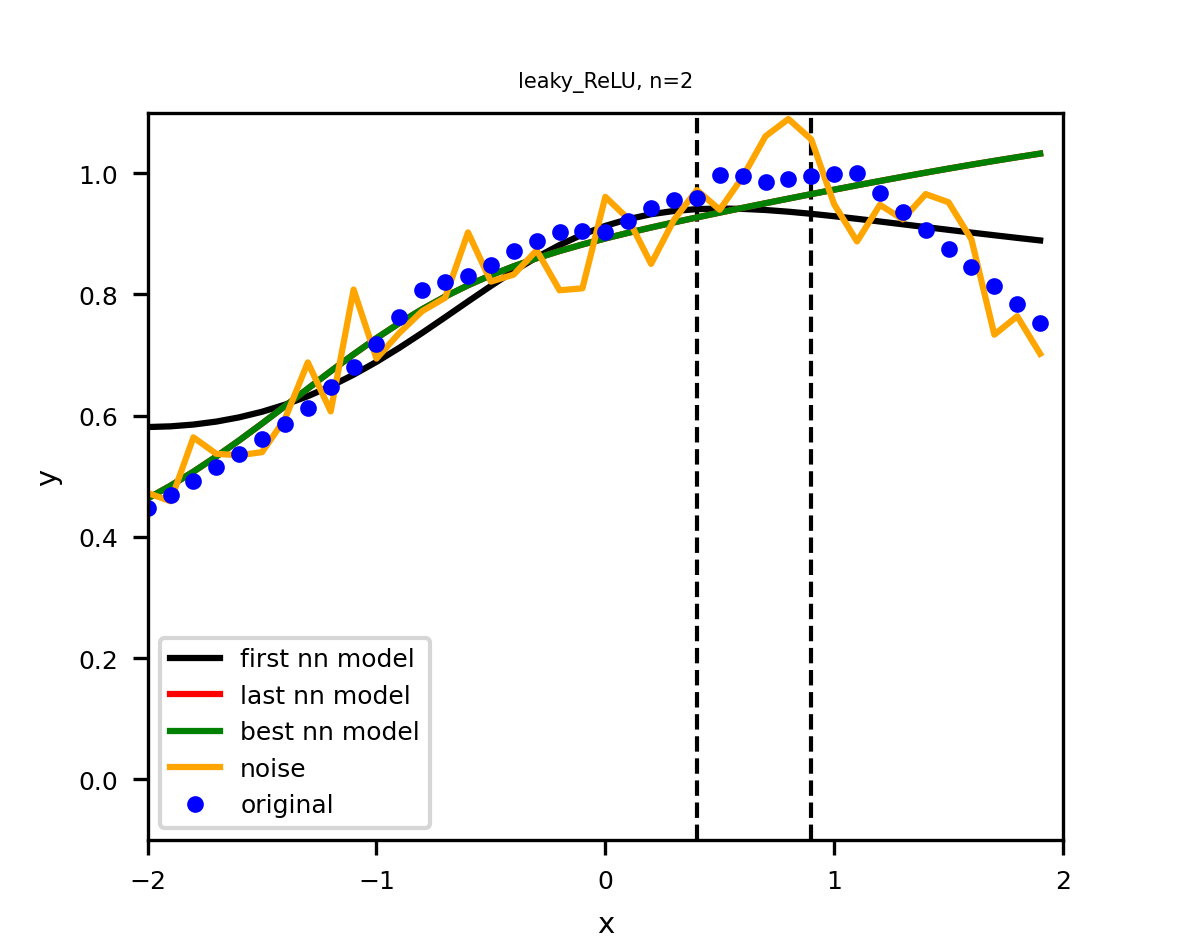 leaky_ReLU, n=2
1.0
0.8
0.6
0.4
0.2
0.0
y
first nn model
last nn model
best nn model
noise
original
−2
−1
0
1
2
x